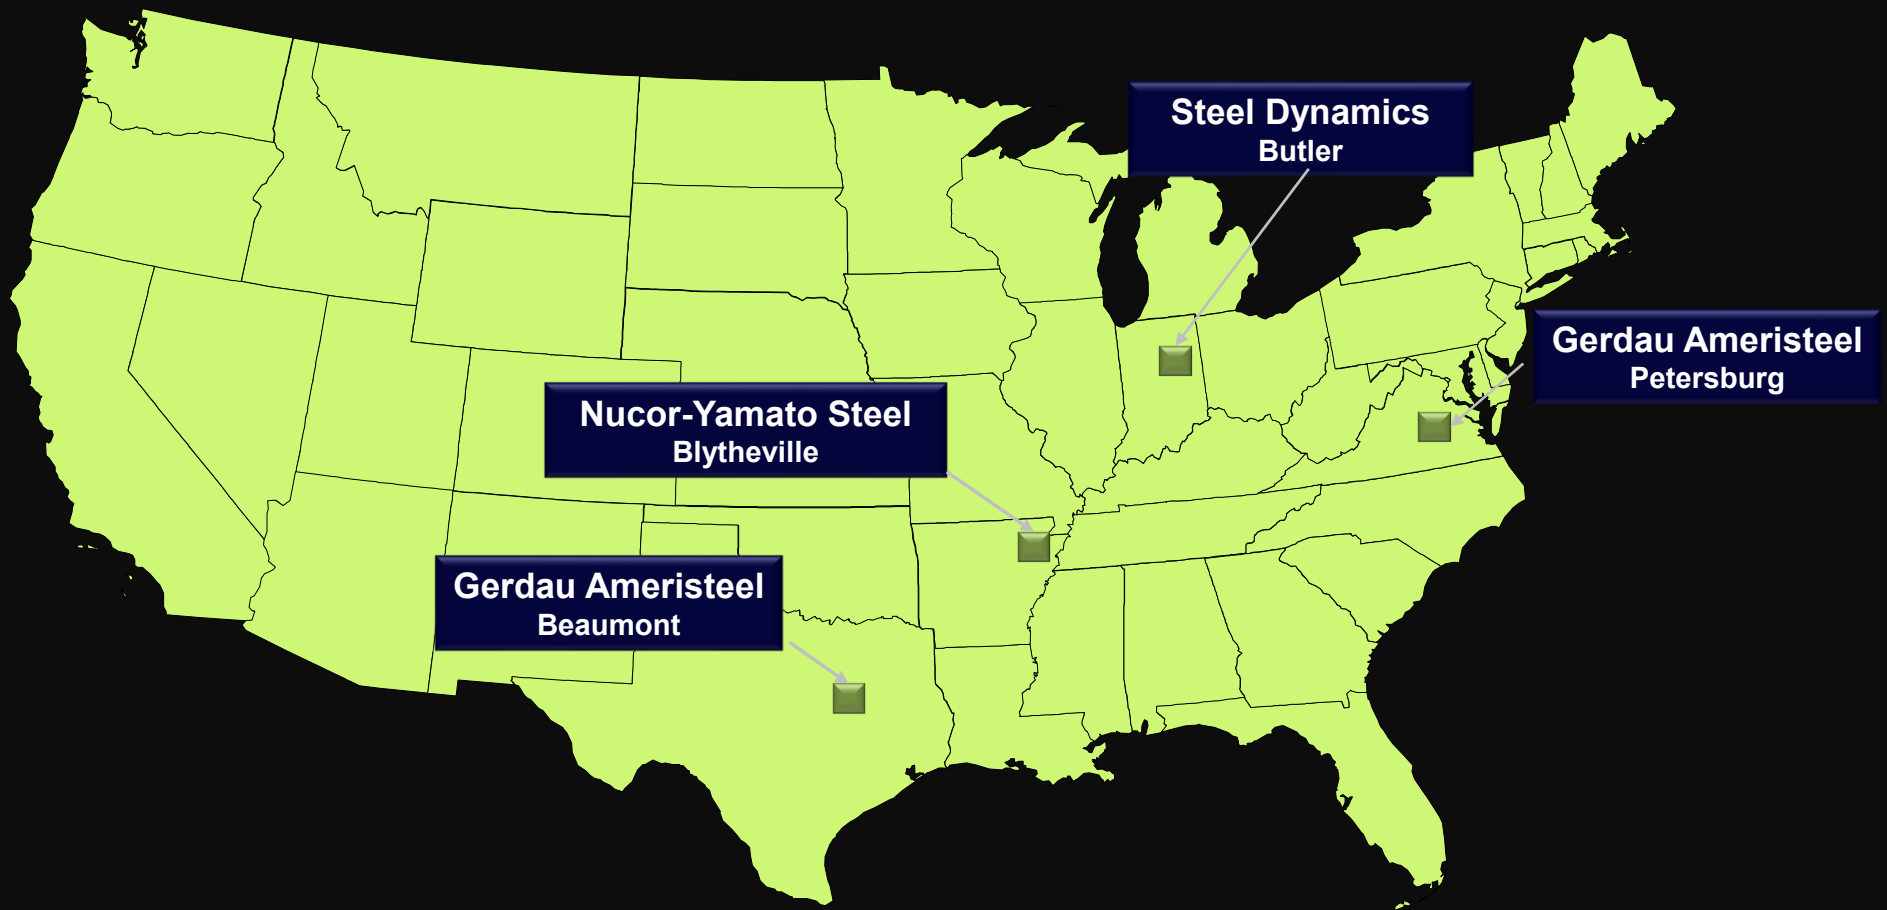 Steel Dynamics
Butler
Gerdau Ameristeel
Petersburg
Nucor-Yamato Steel
Blytheville
Gerdau Ameristeel
Beaumont